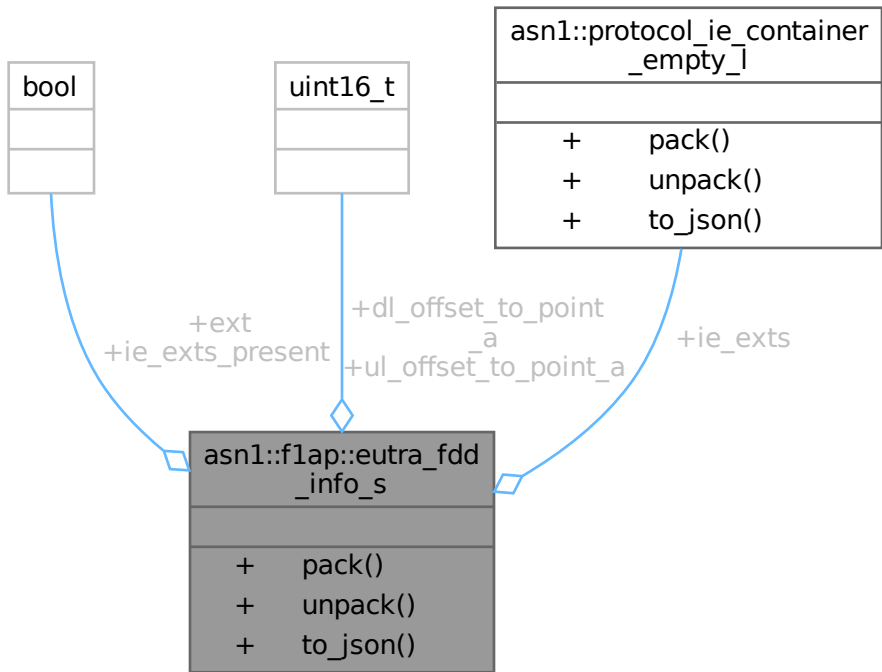 bool
uint16_t
asn1::protocol_ie_container
_empty_l
+ pack()
+ unpack()
+ to_json()
+ext
+ie_exts_present
+dl_offset_to_point
_a
+ul_offset_to_point_a
+ie_exts
asn1::f1ap::eutra_fdd
_info_s
+ pack()
+ unpack()
+ to_json()